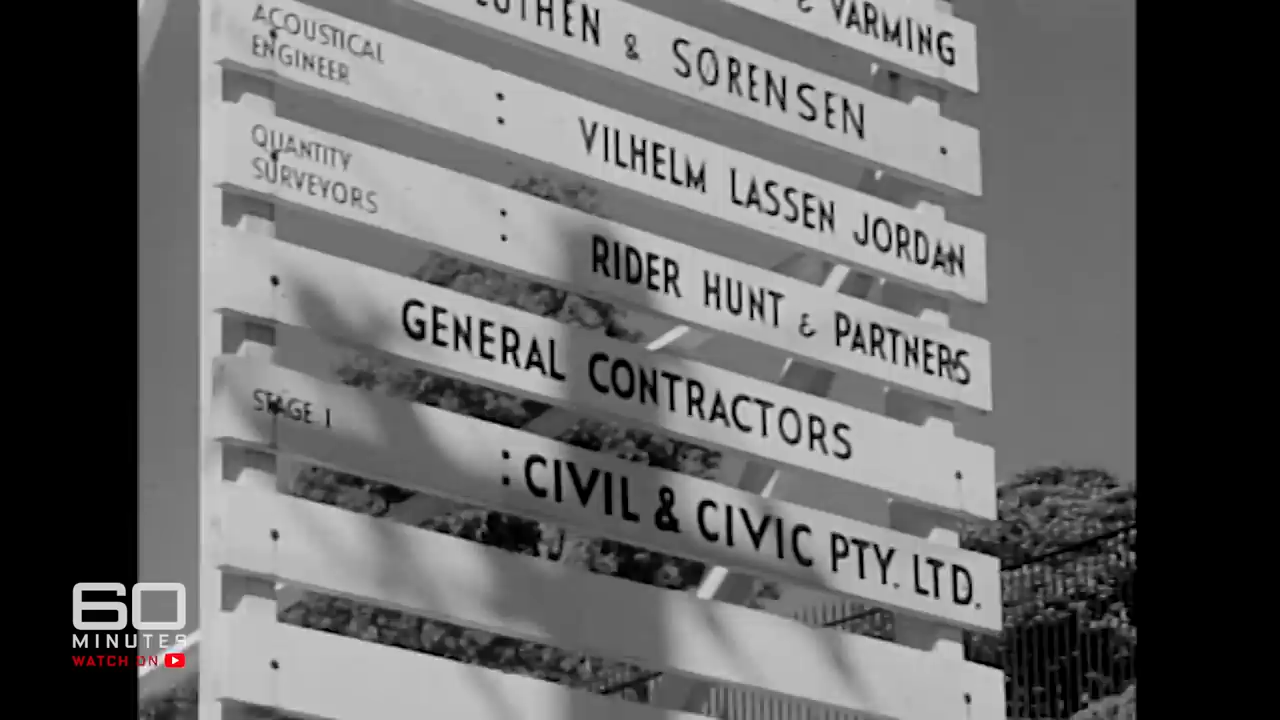 & VARMING
& SØRENSEN
ACOUSTICAL
ENGINEER
: VILHELM LASSEN JORDAN
QUANTITY
SURVEYORS
: RIDER HUNT & PARTNERS
GENERAL CONTRACTORS
STAGE I
: CIVIL & CIVIC PTY. LTD.
60
MINUTES
WATCH ON